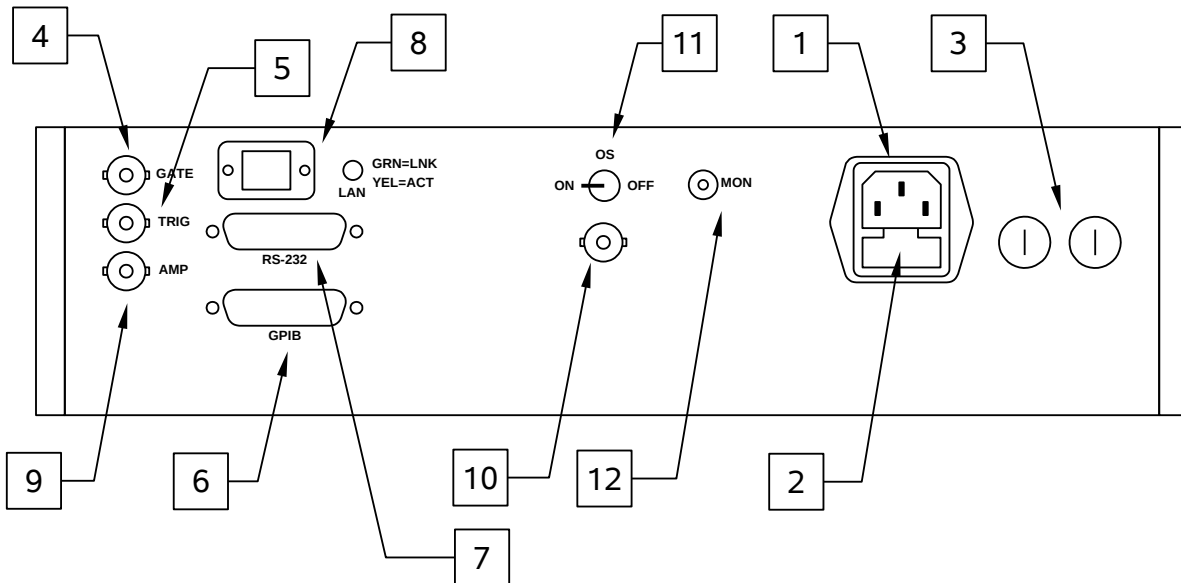 4
5
8
11
1
3
GATE
TRIG
AMP
GRN=LNK
YEL=ACT
LAN
RS-232
GPIB
OS
ON
OFF
MON
9
6
7
10
12
2